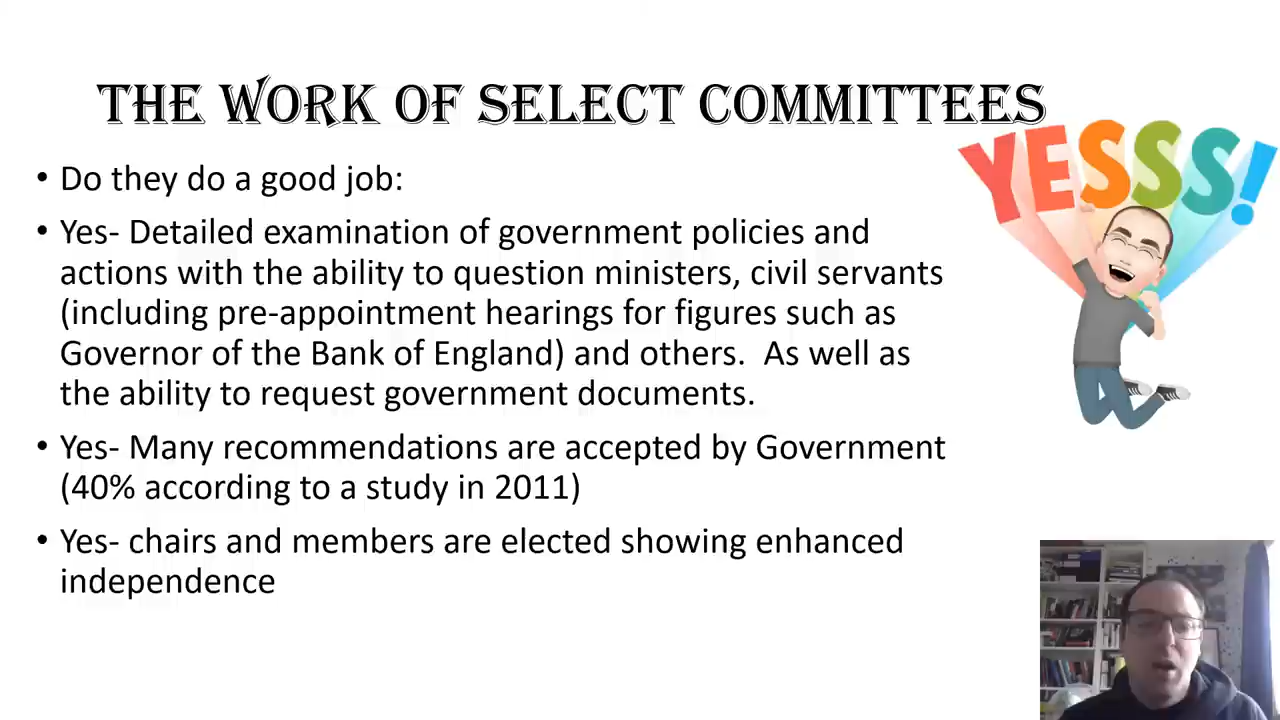 THE WORK OF SELECT COMMITTEES
YESSS!
• Do they do a good job:
• Yes- Detailed examination of government policies and
actions with the ability to question ministers, civil servants
(including pre-appointment hearings for figures such as
Governor of the Bank of England) and others.  As well as
the ability to request government documents.
• Yes- Many recommendations are accepted by Government
(40% according to a study in 2011)
• Yes- chairs and members are elected showing enhanced
independence